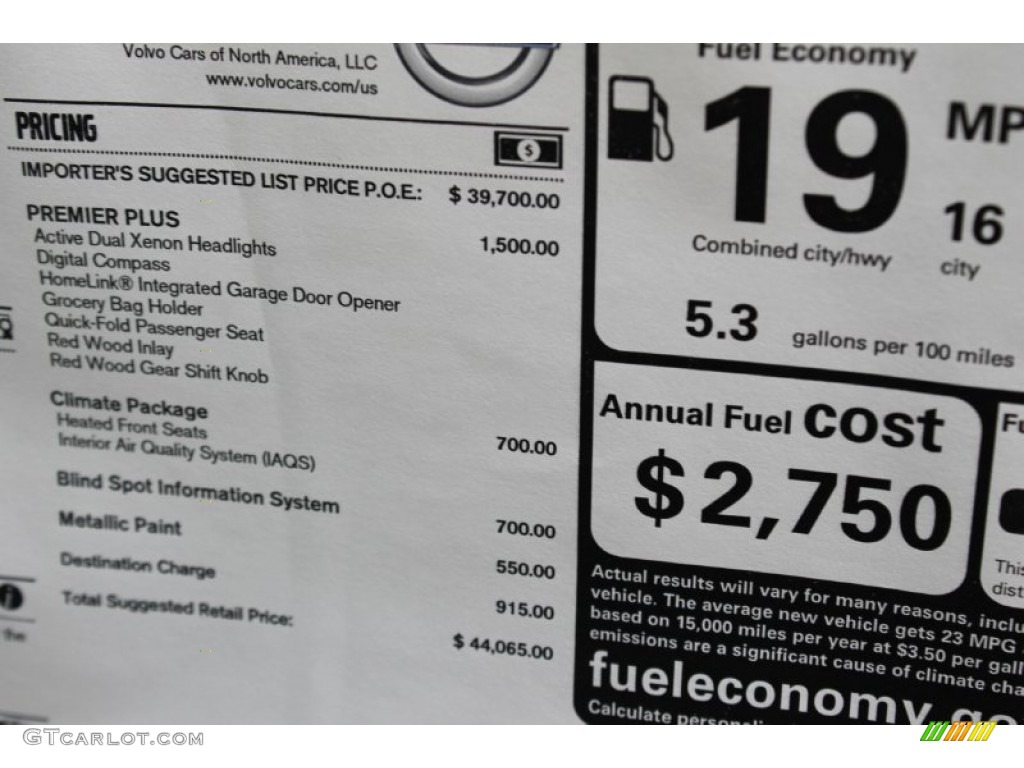 Volvo Cars of North America, LLC
www.volvocars.com/us
PRICING
$
IMPORTER'S SUGGESTED LIST PRICE P.O.E.: $ 39,700.00
PREMIER PLUS 1,500.00
Active Dual Xenon Headlights
Digital Compass
HomeLink® Integrated Garage Door Opener
Grocery Bag Holder
Quick-Fold Passenger Seat
Red Wood Inlay
Red Wood Gear Shift Knob
Climate Package 700.00
Heated Front Seats
Interior Air Quality System (IAQS)
Blind Spot Information System 700.00
Metallic Paint 550.00
Destination Charge 915.00
Total Suggested Retail Price: $ 44,065.00
the
Fuel Economy
19 MP
16
Combined city/hwy city
5.3 gallons per 100 miles
Annual Fuel cost
$2,750
Fu
This
dist
Actual results will vary for many reasons, inclu
vehicle. The average new vehicle gets 23 MPG
based on 15,000 miles per year at $3.50 per gall
emissions are a significant cause of climate cha
fueleconomy.go
Calculate person
GTcarlot.com